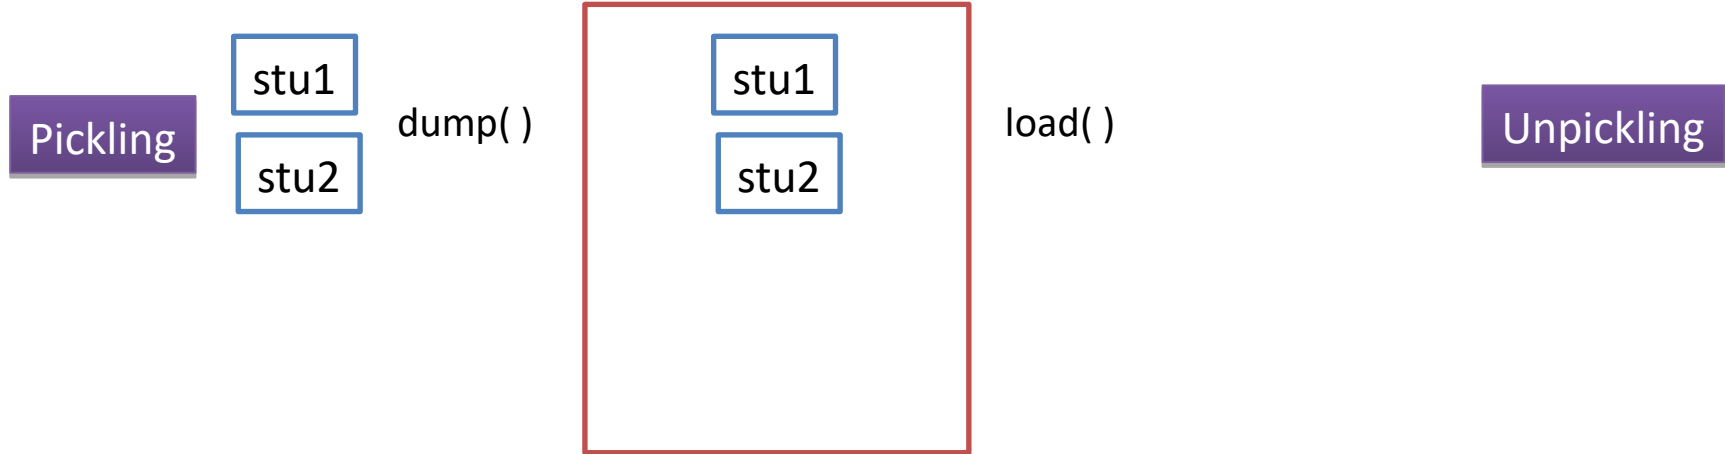 Pickling
stu1
stu2
dump( )
stu1
stu2
load( )
Unpickling